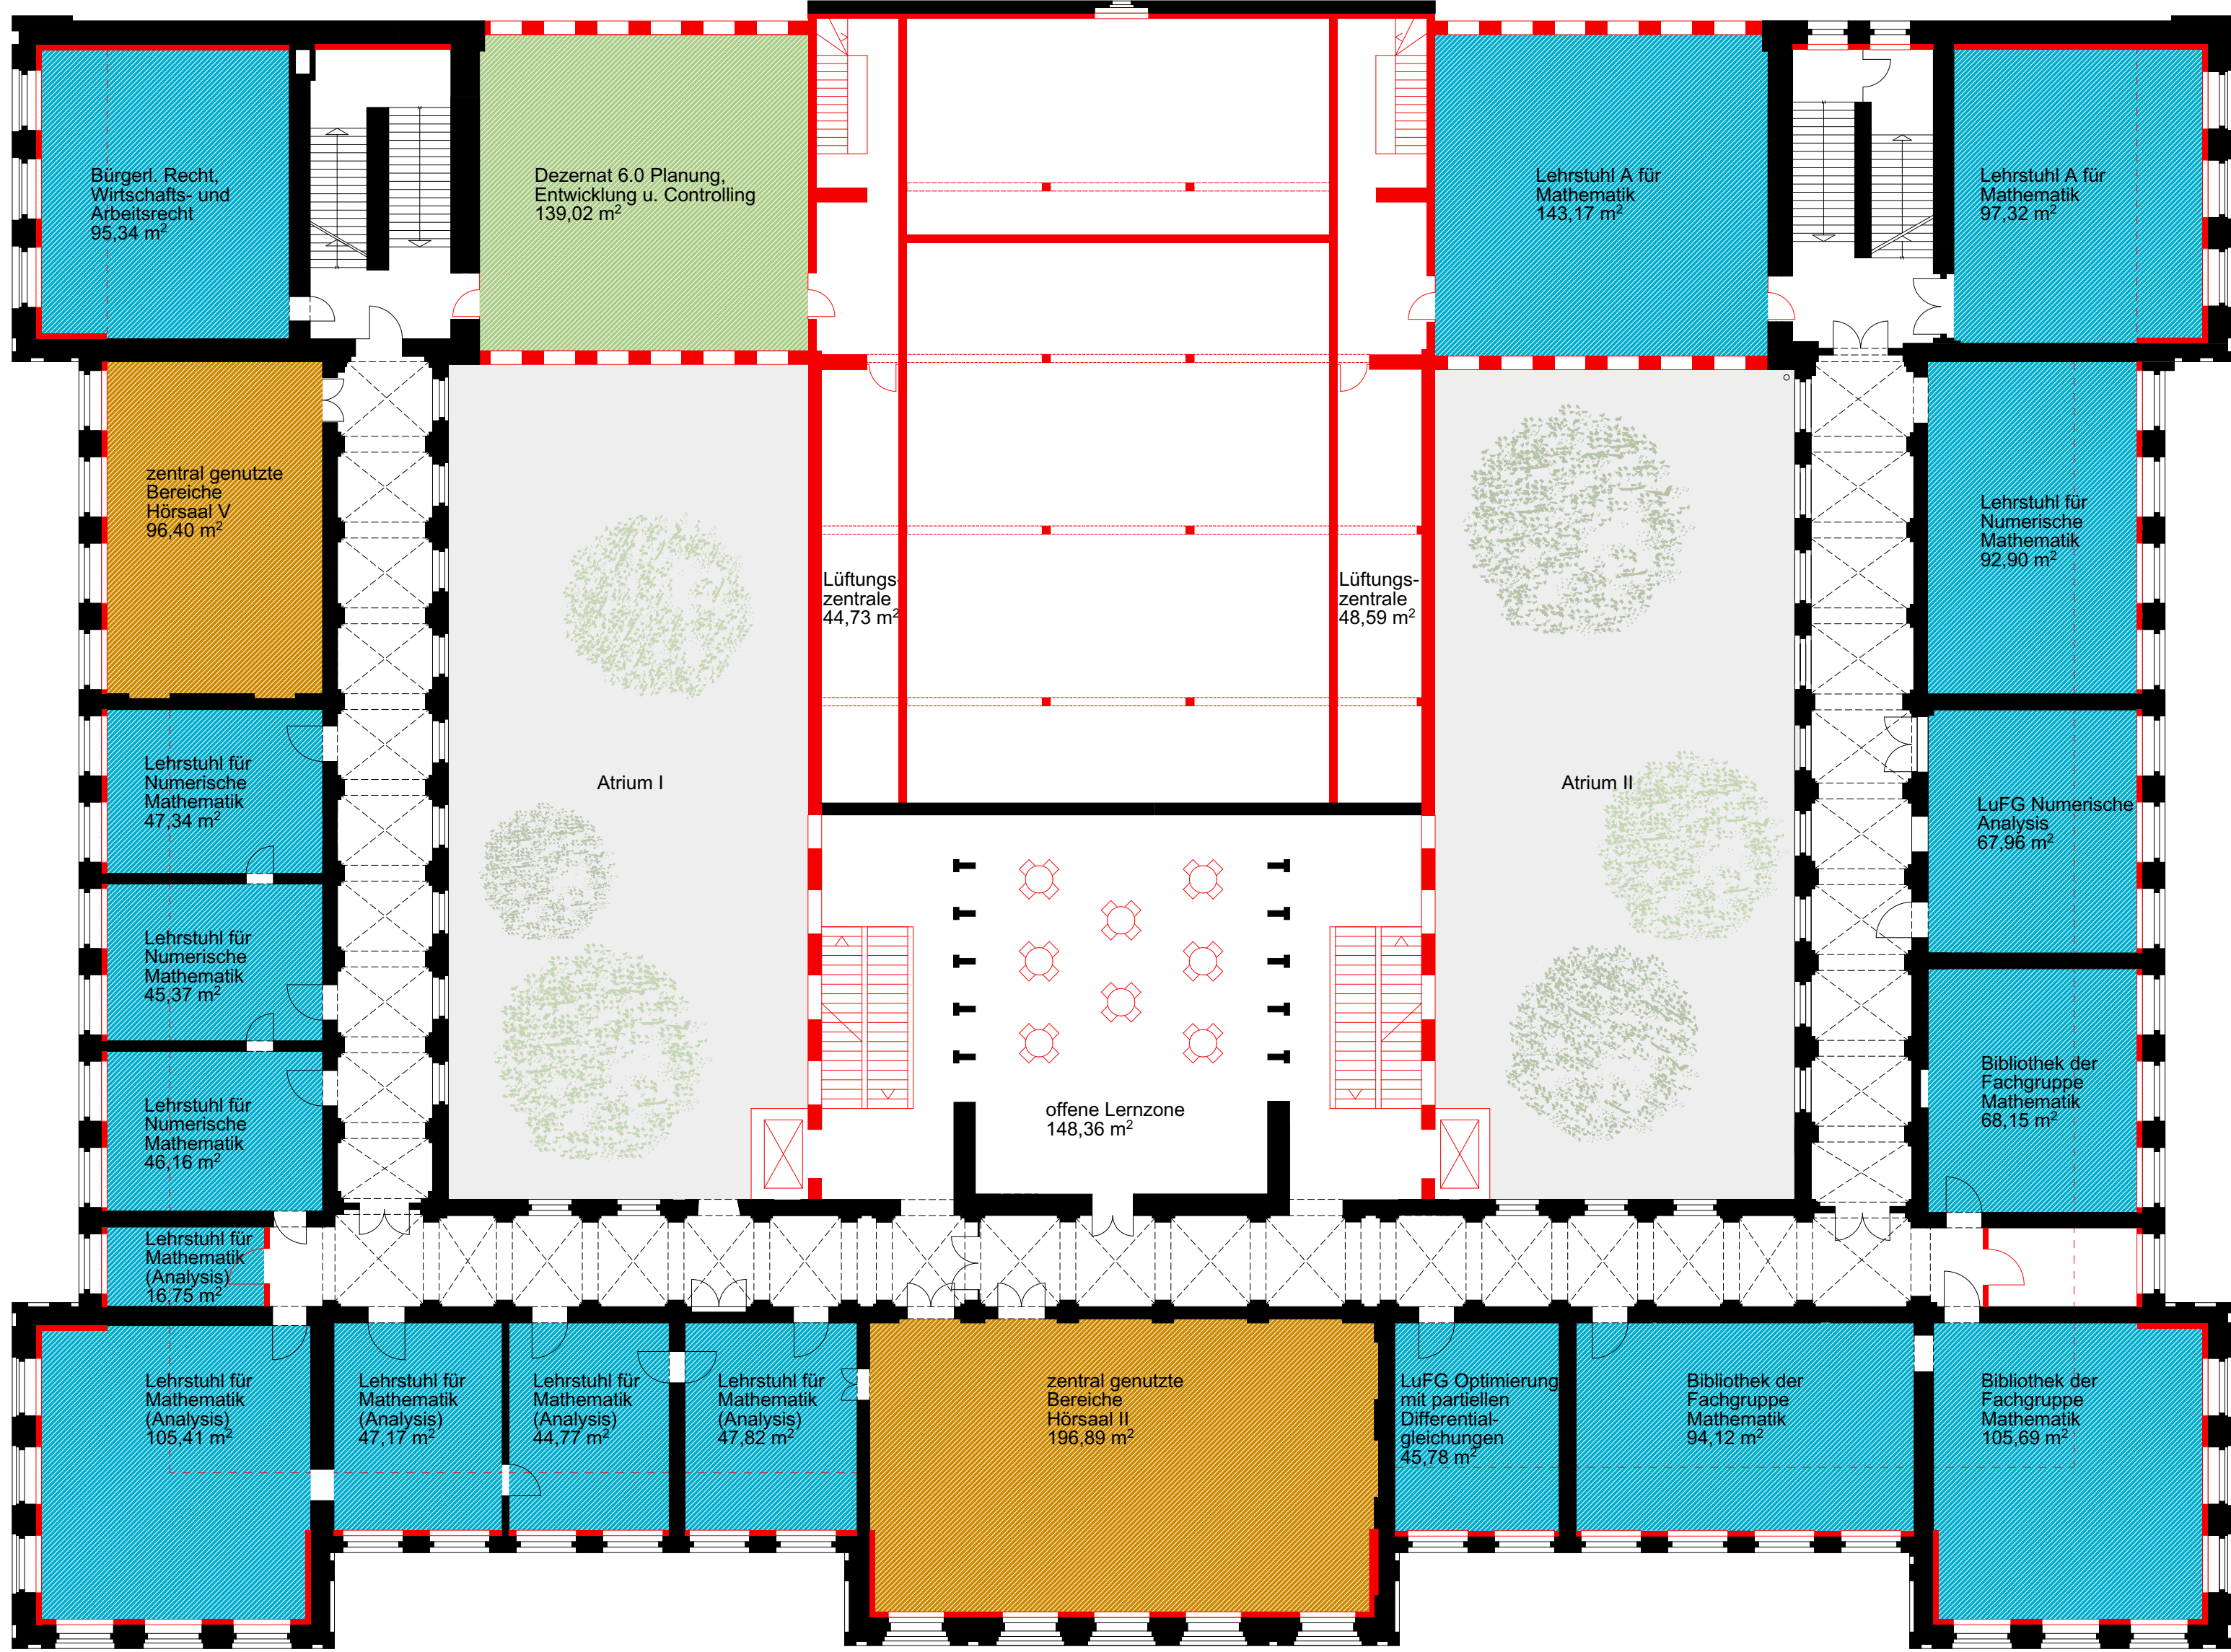 Bürgerl. Recht,
Wirtschafts- und
Arbeitsrecht
95,34 m²
Dezernat 6.0 Planung,
Entwicklung u. Controlling
139,02 m²
Lehrstuhl A für
Mathematik
143,17 m²
Lehrstuhl A für
Mathematik
97,32 m²
zentral genutzte
Bereiche
Hörsaal V
96,40 m²
Lüftungs-
zentrale
44,73 m²
Lüftungs-
zentrale
48,59 m²
Lehrstuhl für
Numerische
Mathematik
92,90 m²
Lehrstuhl für
Numerische
Mathematik
47,34 m²
Atrium I
Atrium II
LuFG Numerische
Analysis
67,96 m²
Lehrstuhl für
Numerische
Mathematik
45,37 m²
Lehrstuhl für
Numerische
Mathematik
46,16 m²
offene Lernzone
148,36 m²
Bibliothek der
Fachgruppe
Mathematik
68,15 m²
Lehrstuhl für
Mathematik
(Analysis)
16,75 m²
Lehrstuhl für
Mathematik
(Analysis)
105,41 m²
Lehrstuhl für
Mathematik
(Analysis)
47,17 m²
Lehrstuhl für
Mathematik
(Analysis)
44,77 m²
Lehrstuhl für
Mathematik
(Analysis)
47,82 m²
zentral genutzte
Bereiche
Hörsaal II
196,89 m²
LuFG Optimierung
mit partiellen
Differential-
gleichungen
45,78 m²
Bibliothek der
Fachgruppe
Mathematik
94,12 m²
Bibliothek der
Fachgruppe
Mathematik
105,69 m²